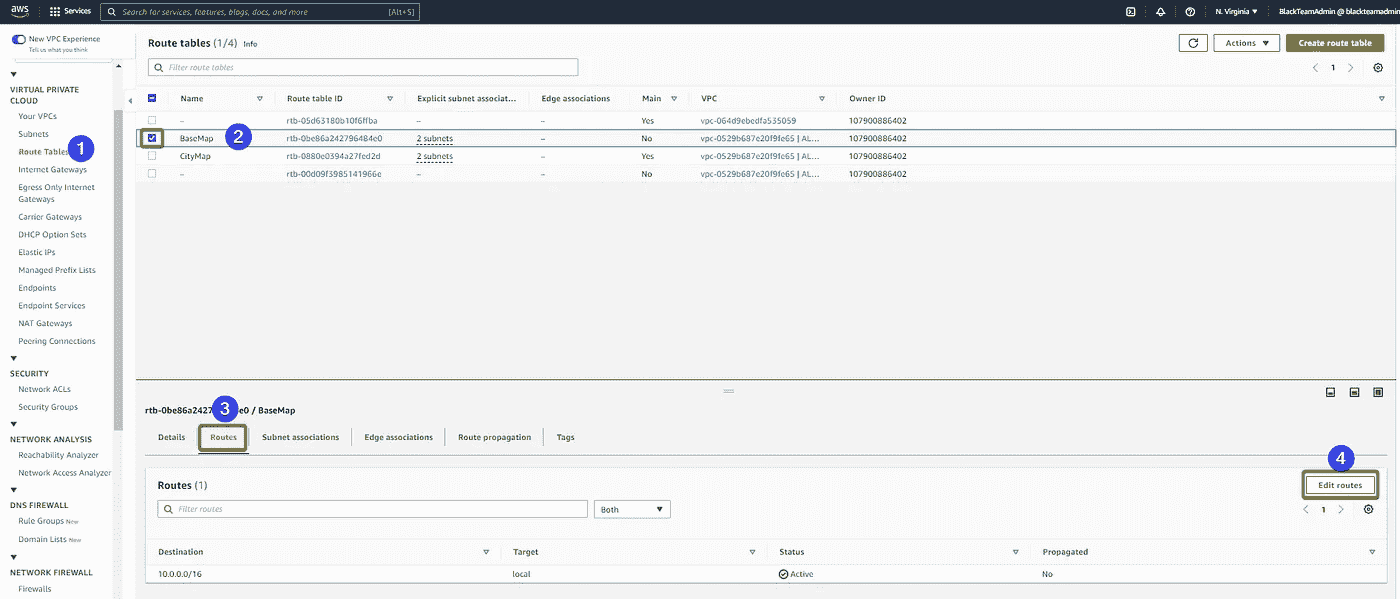 aws Services Search for services, features, blogs, docs, and more [Alt+S] N. Virginia BlackTeamAdmin @ blackteamadmin
New VPC Experience
Tell us what you think
VIRTUAL PRIVATE
CLOUD
Your VPCs
Subnets
Route Tables 1
Internet Gateways
Egress Only Internet
Gateways
Carrier Gateways
DHCP Option Sets
Elastic IPs
Managed Prefix Lists
Endpoints
Endpoint Services
NAT Gateways
Peering Connections
SECURITY
Network ACLs
Security Groups
NETWORK ANALYSIS
Reachability Analyzer
Network Access Analyzer
DNS FIREWALL
Rule Groups New
Domain Lists New
NETWORK FIREWALL
Firewalls
Route tables (1/4) Info
Actions
Create route table
Filter route tables
1
Name Route table ID Explicit subnet associat... Edge associations Main VPC Owner ID
– rtb-05d63180b10f6ffba – – Yes vpc-064d9ebedfa535059 107900886402
BaseMap 2 rtb-0be86a242796484e0 2 subnets – No vpc-0529b687e20f9fe65 | AL... 107900886402
CityMap rtb-0880e0394a27fed2d 2 subnets – Yes vpc-0529b687e20f9fe65 | AL... 107900886402
– rtb-00d09f3985141966e – – No vpc-0529b687e20f9fe65 | AL... 107900886402
rtb-0be86a2427 3 e0 / BaseMap
Details Routes Subnet associations Edge associations Route propagation Tags
4
Routes (1)
Edit routes
Filter routes Both
1
Destination Target Status Propagated
10.0.0.0/16 local Active No